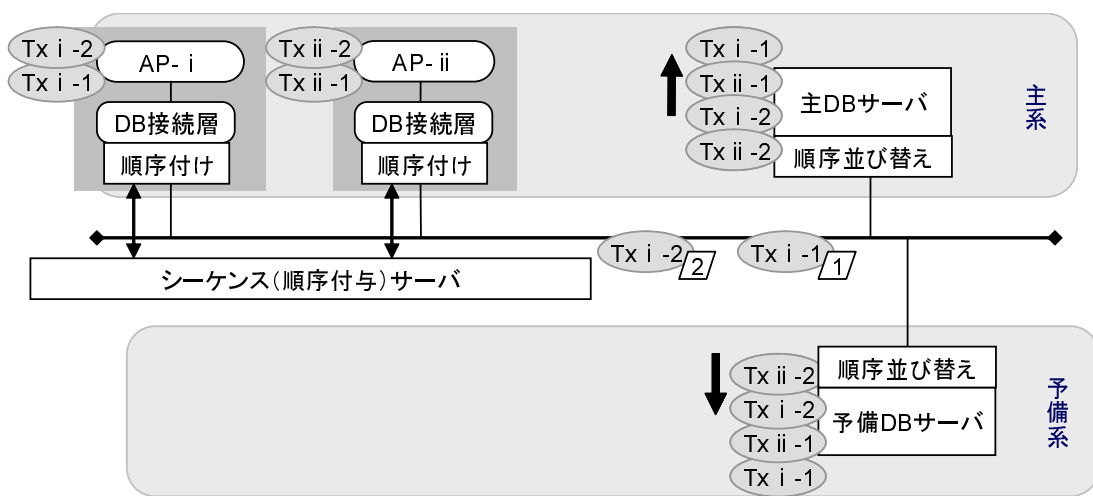 Tx ⅰ-2
Tx ⅰ-1
AP-ⅰ
DB接続層
順序付け
Tx ⅱ-2
Tx ⅱ-1
AP-ⅱ
DB接続層
順序付け
Tx ⅰ-1
Tx ⅱ-1
Tx ⅰ-2
Tx ⅱ-2
主DBサーバ
順序並び替え
主系
Tx ⅰ-2
2
Tx ⅰ-1
1
シーケンス(順序付与)サーバ
Tx ⅱ-2
Tx ⅰ-2
Tx ⅱ-1
Tx ⅰ-1
順序並び替え
予備DBサーバ
予備系